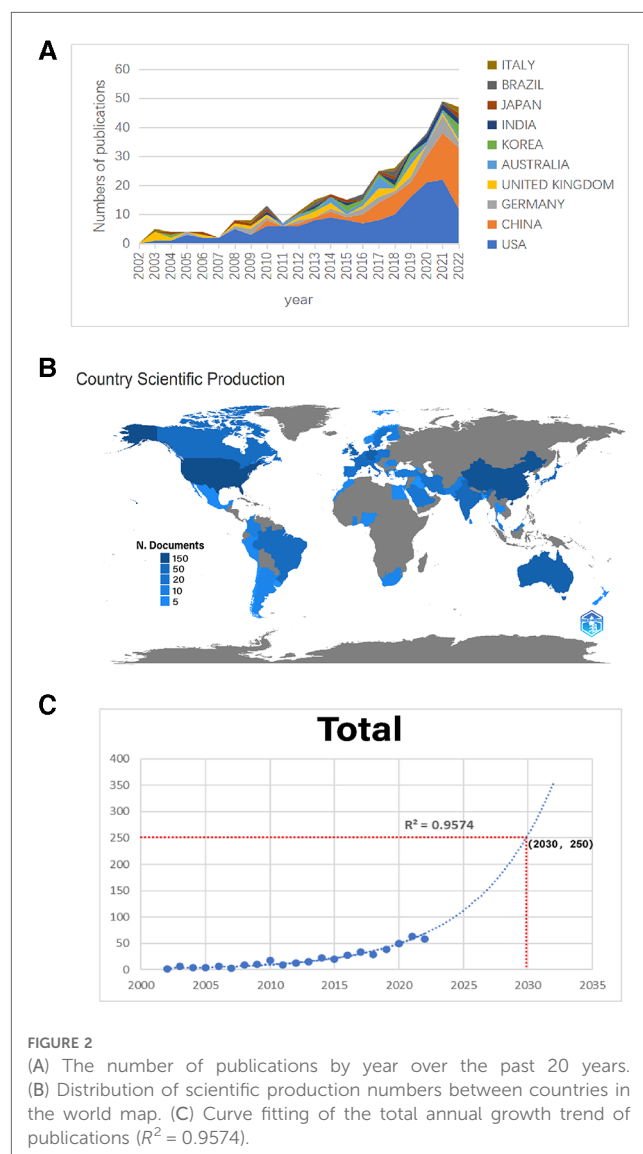 A
60
50
40
30
20
10
0
Numbers of publications
2002 2003 2004 2005 2006 2007 2008 2009 2010 2011 2012 2013 2014 2015 2016 2017 2018 2019 2020 2021 2022
year
ITALY
BRAZIL
JAPAN
INDIA
KOREA
AUSTRALIA
UNITED KINGDOM
GERMANY
CHINA
USA
B
Country Scientific Production
N. Documents
150
50
20
10
5
C
Total
400
350
300
250
200
150
100
50
0
R² = 0.9574
(2030, 250)
2000 2005 2010 2015 2020 2025 2030 2035
FIGURE 2
(A) The number of publications by year over the past 20 years.
(B) Distribution of scientific production numbers between countries in
the world map. (C) Curve fitting of the total annual growth trend of
publications (R² = 0.9574).